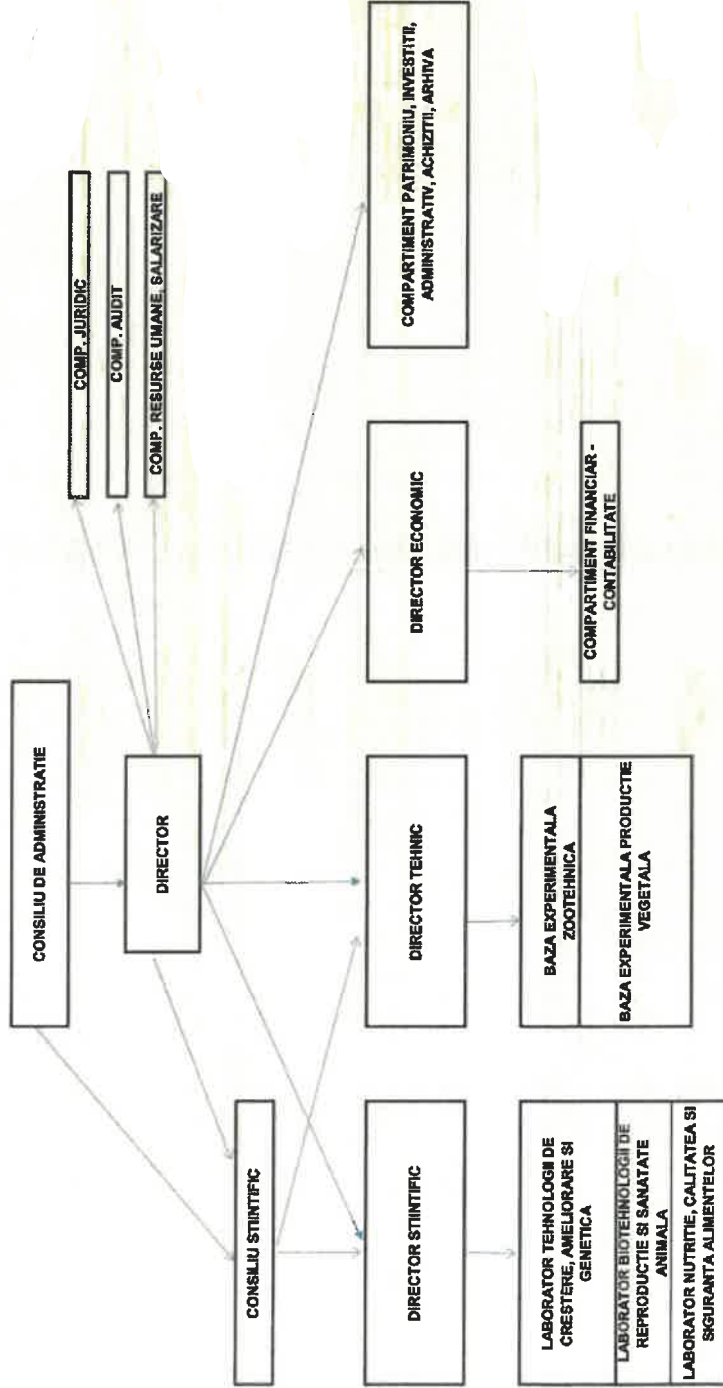 CONSILIU DE ADMINISTRATIE
COMP. JURIDIC
COMP. AUDIT
COMP. RESURSE UMANE, SALARIZARE
DIRECTOR
CONSILIU STIINTIFIC
DIRECTOR STIINTIFIC
DIRECTOR TEHNIC
DIRECTOR ECONOMIC
COMPARTIMENT PATRIMONIU, INVESTITII,
ADMINISTRATIV, ACHIZITII, ARHIVA
LABORATOR TEHNOLOGII DE
CRESTERE, AMELIORARE SI
GENETICA
LABORATOR BIOTEHNOLOGII DE
REPRODUCTIE SI SANATATE
ANIMALA
LABORATOR NUTRITIE, CALITATEA SI
SIGURANTA ALIMENTELOR
BAZA EXPERIMENTALA
ZOOTEHNICA
BAZA EXPERIMENTALA PRODUCTIE
VEGETALA
COMPARTIMENT FINANCIAR -
CONTABILITATE